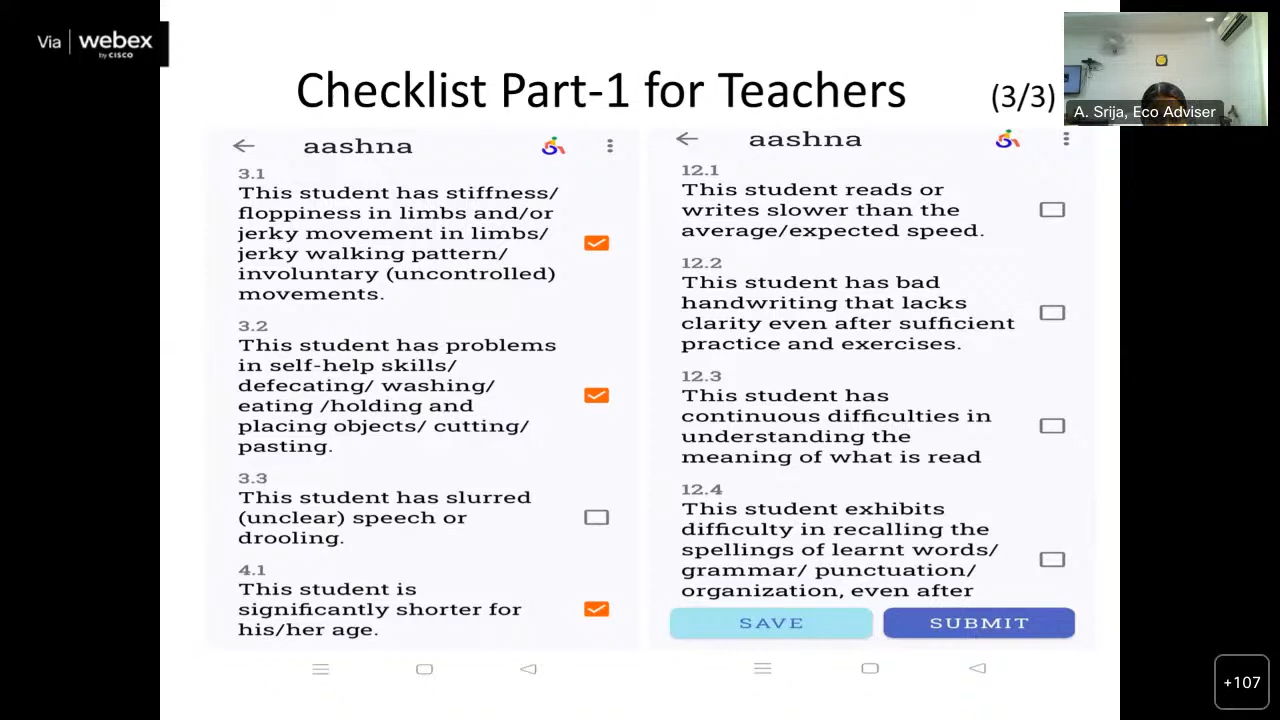 Via webex
by CISCO
Checklist Part-1 for Teachers (3/3)
A. Srija, Eco Adviser
aashna
3.1
This student has stiffness/
floppiness in limbs and/or
jerky movement in limbs/
jerky walking pattern/
involuntary (uncontrolled)
movements.
3.2
This student has problems
in self-help skills/
defecating/ washing/
eating /holding and
placing objects/ cutting/
pasting.
3.3
This student has slurred
(unclear) speech or
drooling.
4.1
This student is
significantly shorter for
his/her age.
aashna
12.1
This student reads or
writes slower than the
average/expected speed.
12.2
This student has bad
handwriting that lacks
clarity even after sufficient
practice and exercises.
12.3
This student has
continuous difficulties in
understanding the
meaning of what is read
12.4
This student exhibits
difficulty in recalling the
spellings of learnt words/
grammar/ punctuation/
organization, even after
SAVE SUBMIT
+107